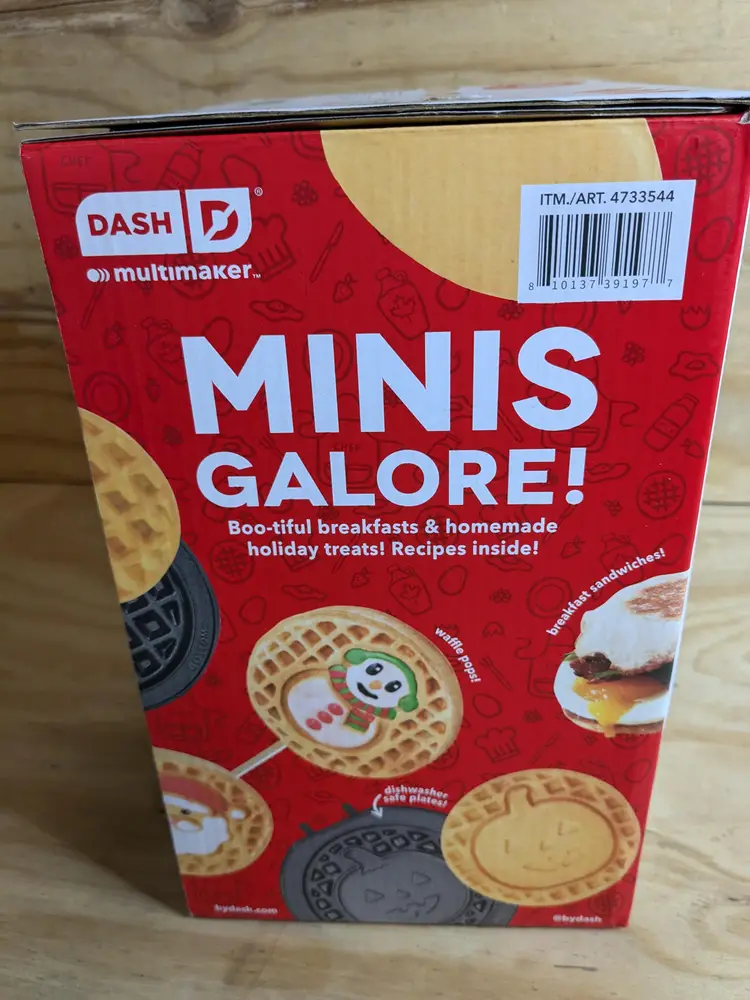 DASH
®
multimaker™
ITM./ART. 4733544
8 10137 39197 7
MINIS
GALORE!
Boo-tiful breakfasts & homemade
holiday treats! Recipes inside!
breakfast sandwiches!
waffle pops!
dishwasher
safe plates!
bydash.com
@bydash